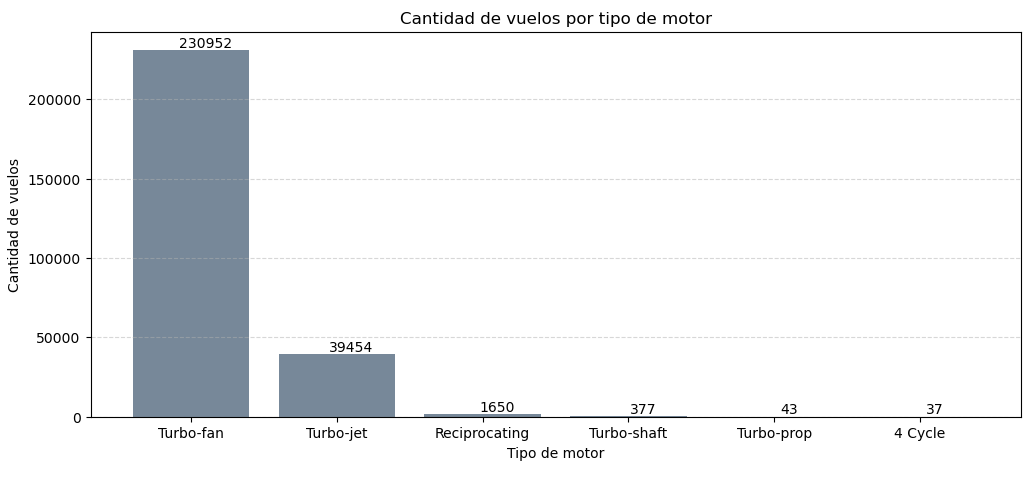 Cantidad de vuelos por tipo de motor
Cantidad de vuelos
200000
150000
100000
50000
0
230952
39454
1650
377
43
37
Turbo-fan
Turbo-jet
Reciprocating
Turbo-shaft
Turbo-prop
4 Cycle
Tipo de motor